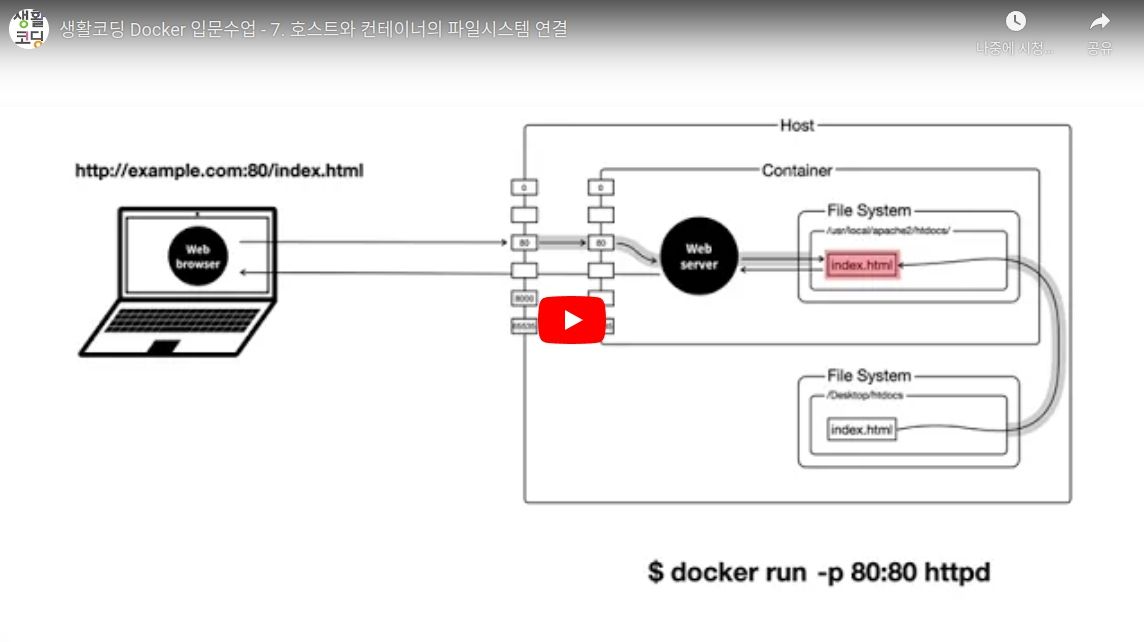 생활
코딩
생활코딩 Docker 입문수업 - 7. 호스트와 컨테이너의 파일시스템 연결
나중에 시청...
공유
http://example.com:80/index.html
Web
browser
Host
Container
0
0
80
80
8000
65535
Web
server
File System
/usr/local/apache2/htdocs/
index.html
File System
/Desktop/htdocs
index.html
$ docker run -p 80:80 httpd